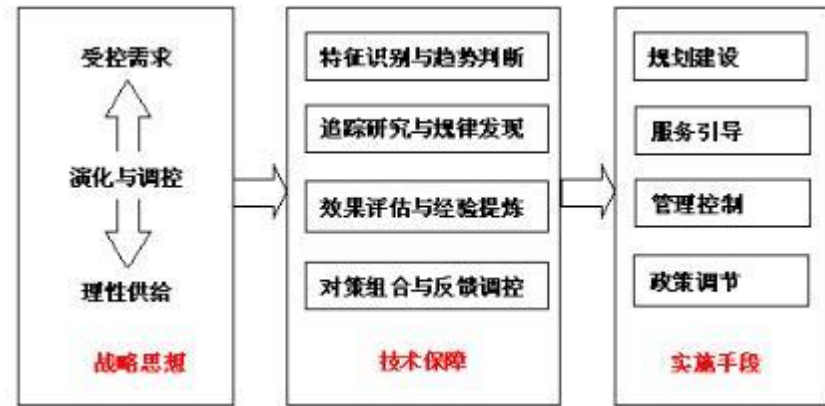 受控需求
演化与调控
理性供给
战略思想
特征识别与趋势判断
追踪研究与规律发现
效果评估与经验提炼
对策组合与反馈调控
技术保障
规划建设
服务引导
管理控制
政策调节
实施手段